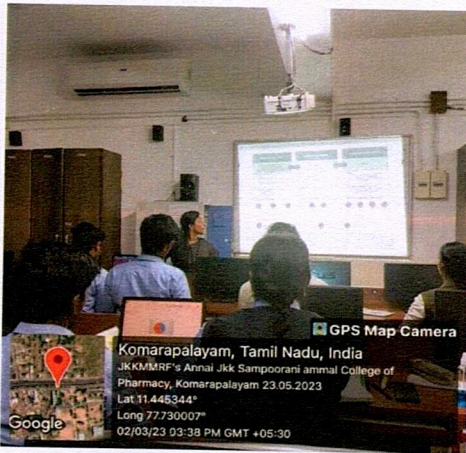 GPS Map Camera
Komarapalayam, Tamil Nadu, India
JKKMMRF's Annai Jkk Sampoorani ammal College of
Pharmacy, Komarapalayam 23.05.2023
Lat 11.445344°
Long 77.730007°
02/03/23 03:38 PM GMT +05:30
Google